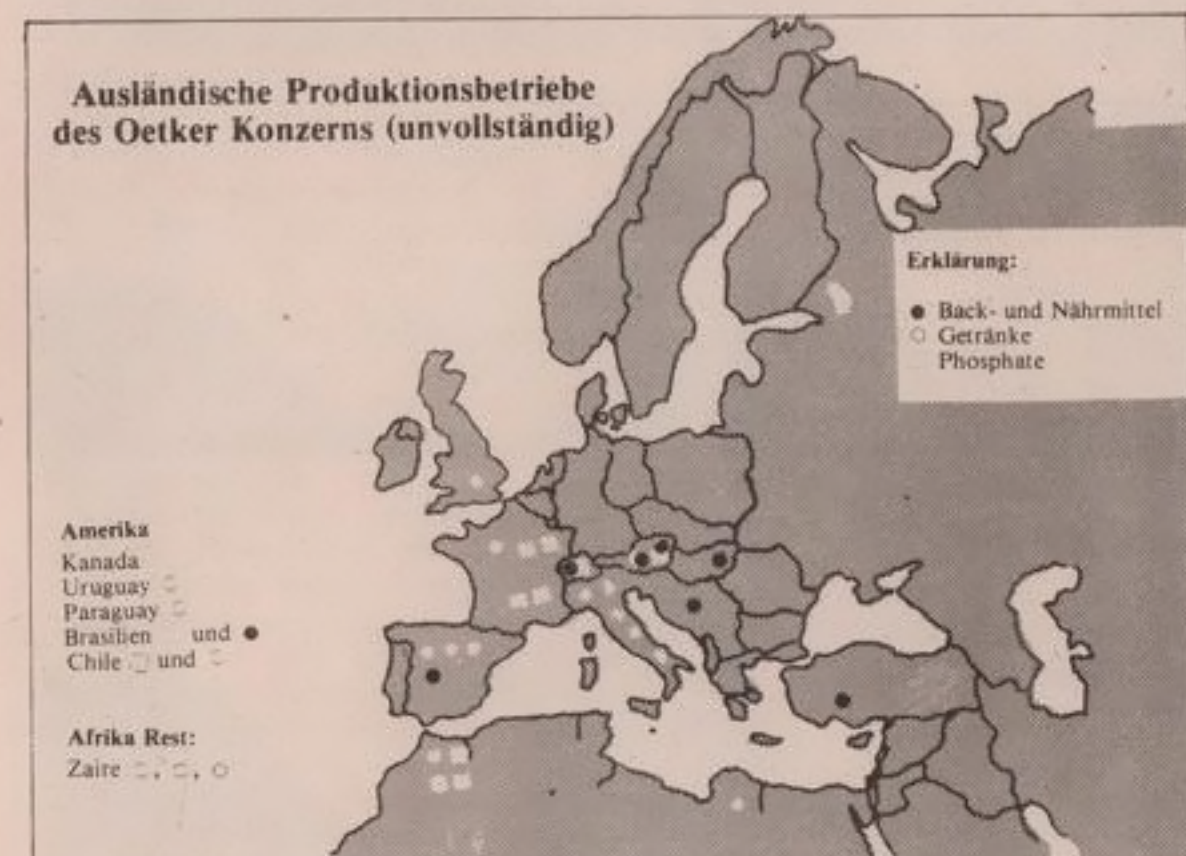 Ausländische Produktionsbetriebe
des Oetker Konzerns (unvollständig)
Erklärung:
● Back- und Nährmittel
○ Getränke
Phosphate
Amerika
Kanada
Uruguay
Paraguay
Brasilien und ●
Chile □ und
Afrika Rest:
Zaire ○, ○, ○